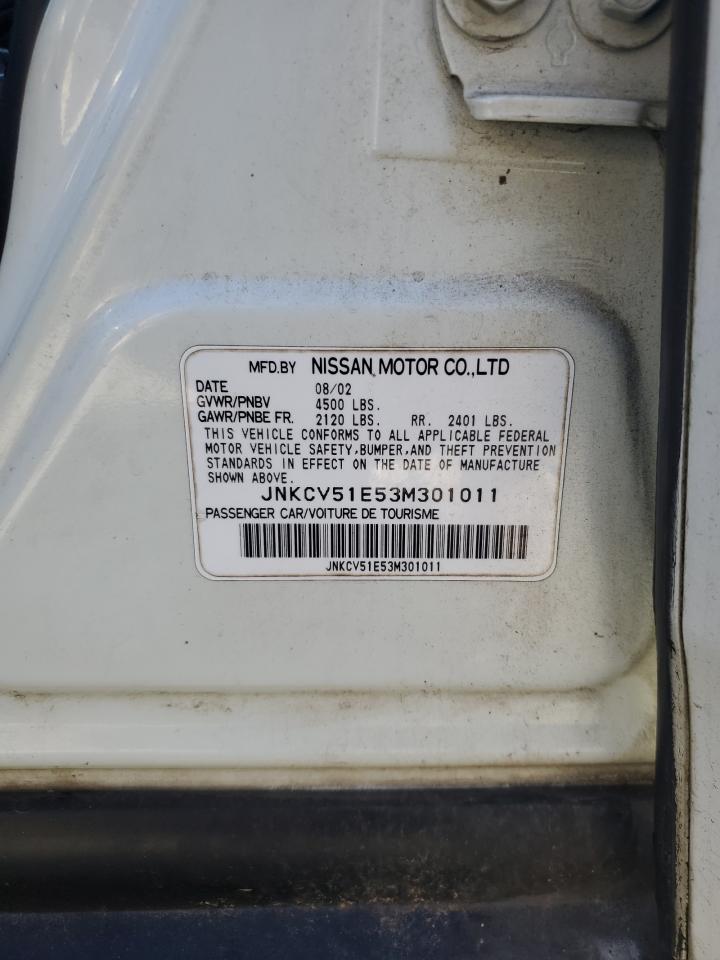 MFD.BY NISSAN MOTOR CO.,LTD
DATE 08/02
GVWR/PNBV 4500 LBS.
GAWR/PNBE FR. 2120 LBS. RR. 2401 LBS.
THIS VEHICLE CONFORMS TO ALL APPLICABLE FEDERAL
MOTOR VEHICLE SAFETY,BUMPER,AND THEFT PREVENTION
STANDARDS IN EFFECT ON THE DATE OF MANUFACTURE
SHOWN ABOVE.
JNKCV51E53M301011
PASSENGER CAR/VOITURE DE TOURISME
JNKCV51E53M301011